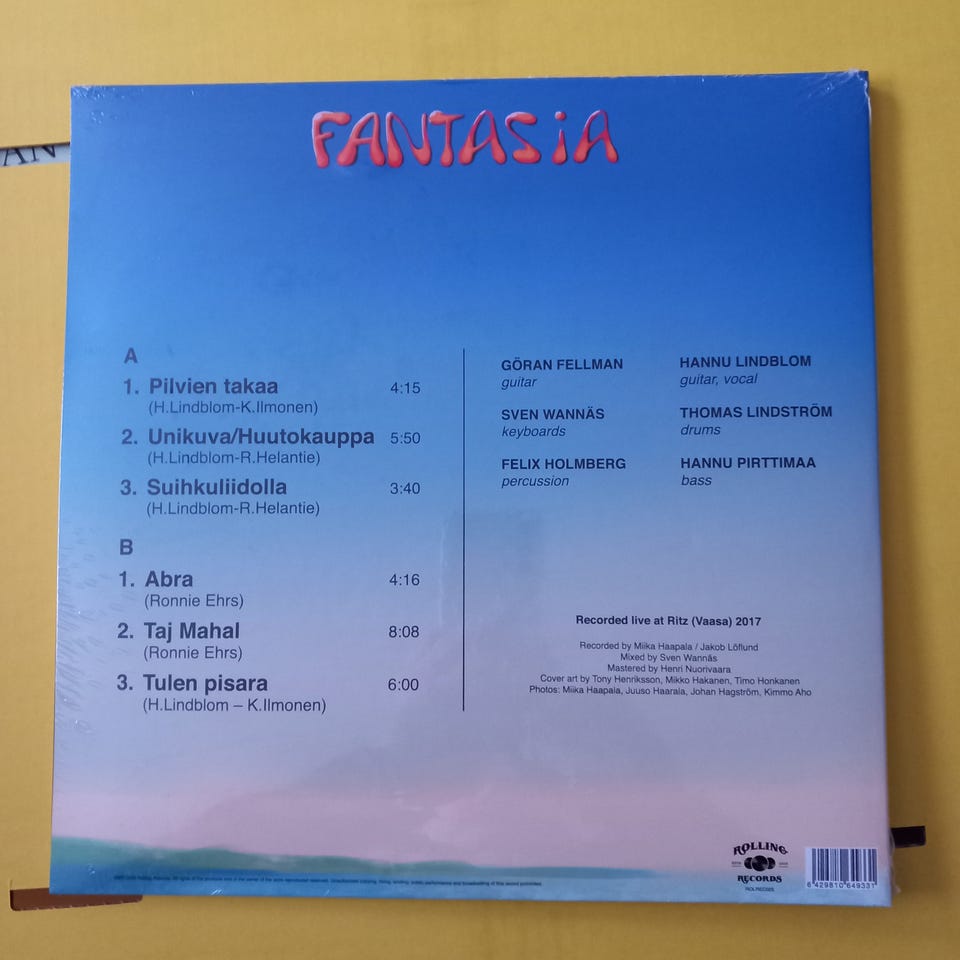 AN
FANTASiA
A
1. Pilvien takaa 4:15
(H.Lindblom-K.Ilmonen)
2. Unikuva/Huutokauppa 5:50
(H.Lindblom-R.Helantie)
3. Suihkuliidolla 3:40
(H.Lindblom-R.Helantie)
B
1. Abra 4:16
(Ronnie Ehrs)
2. Taj Mahal 8:08
(Ronnie Ehrs)
3. Tulen pisara 6:00
(H.Lindblom – K.Ilmonen)
GÖRAN FELLMAN
guitar
HANNU LINDBLOM
guitar, vocal
SVEN WANNÄS
keyboards
THOMAS LINDSTRÖM
drums
FELIX HOLMBERG
percussion
HANNU PIRTTIMAA
bass
Recorded live at Ritz (Vaasa) 2017
Recorded by Miika Haapala / Jakob Löflund
Mixed by Sven Wannäs
Mastered by Henri Nuorivaara
Cover art by Tony Henriksson, Mikko Hakanen, Timo Honkanen
Photos: Miika Haapala, Juuso Haarala, Johan Hagström, Kimmo Aho
ROLLING
RECORDS
6 429810 649331